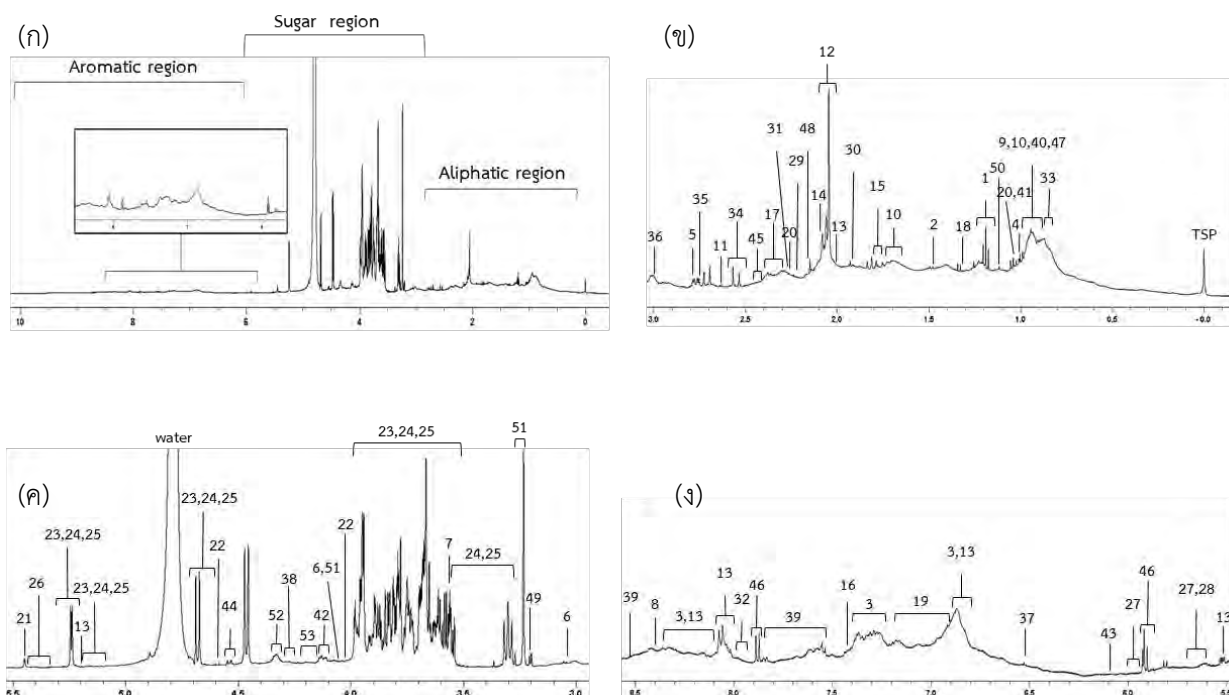 (ก)
Sugar region
Aromatic region
Aliphatic region
10 8 6 4 2 0
(ข)
12
31 48
29
30
9,10,40,47
50
1 33
20,41
36 35 34 17 14 15
5 11 45 20 13 10 2 18 4
TSP
3.0 2.5 2.0 1.5 1.0 0.5 -0.0
(ค)
water
51
23,24,25
23,24,25 23,24,25 22
26 23,24,25 22 6,51 7 24,25
38
21 13 44 52 53 42 49 6
5.5 5.0 4.5 4.0 3.5 3.0
(ง)
3,13
13 46
39 8 3,13 32 46 39 16 3 19 27 27,28
37 43 13
8.5 8.0 7.5 7.0 6.5 6.0